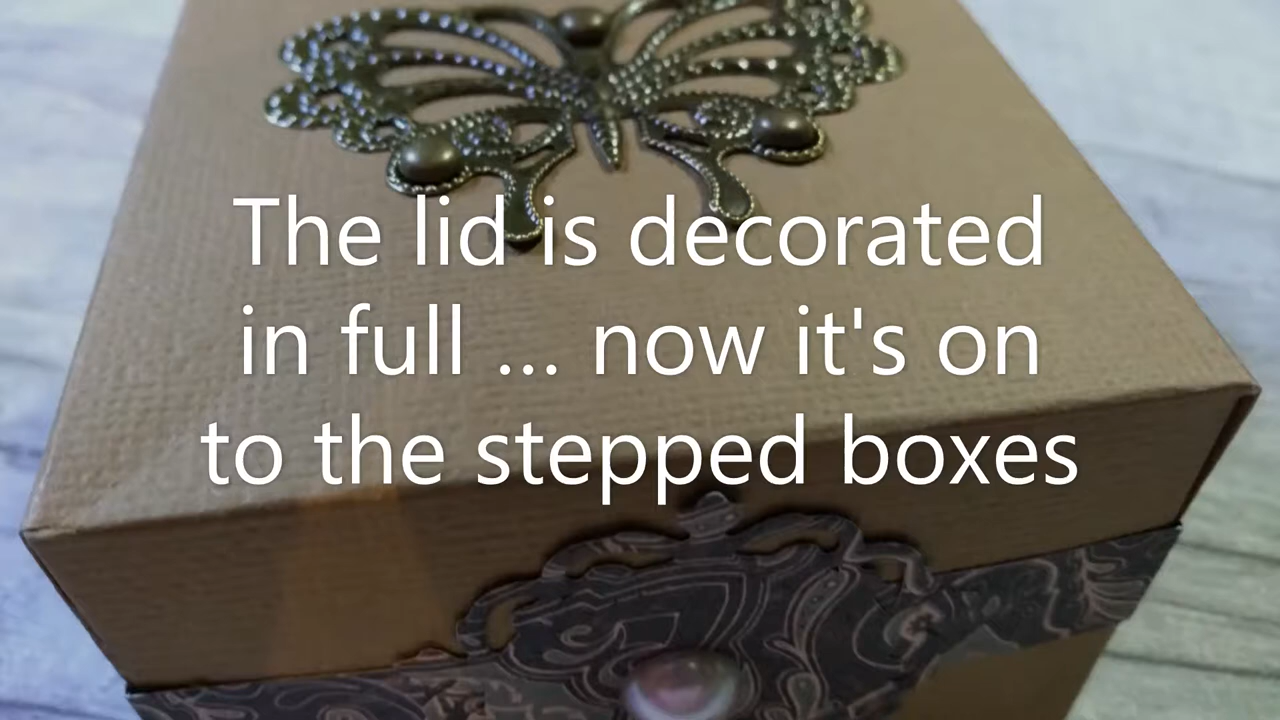 The lid is decorated
in full ... now it's on
to the stepped boxes